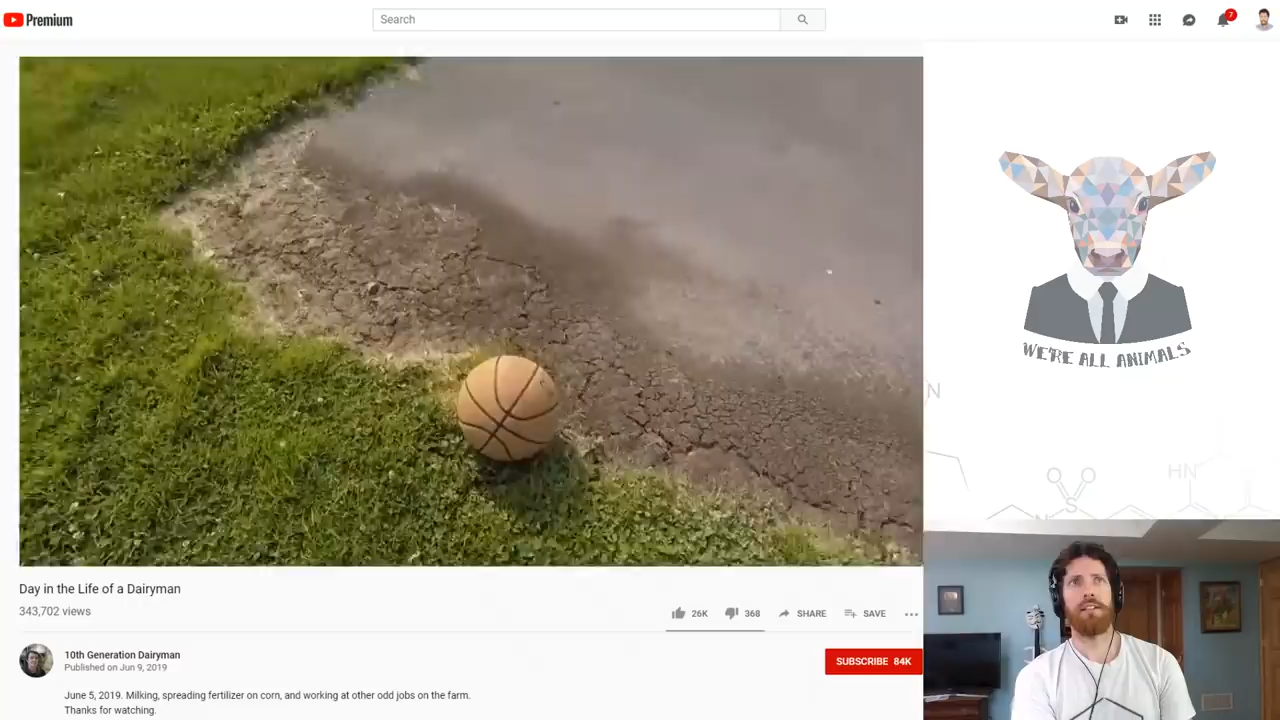 Premium
Search
7
WE'RE ALL ANIMALS
N
HN
S
N
Day in the Life of a Dairyman
343,702 views
26K
368
SHARE
SAVE
10th Generation Dairyman
Published on Jun 9, 2019
SUBSCRIBE 84K
June 5, 2019. Milking, spreading fertilizer on corn, and working at other odd jobs on the farm.
Thanks for watching.